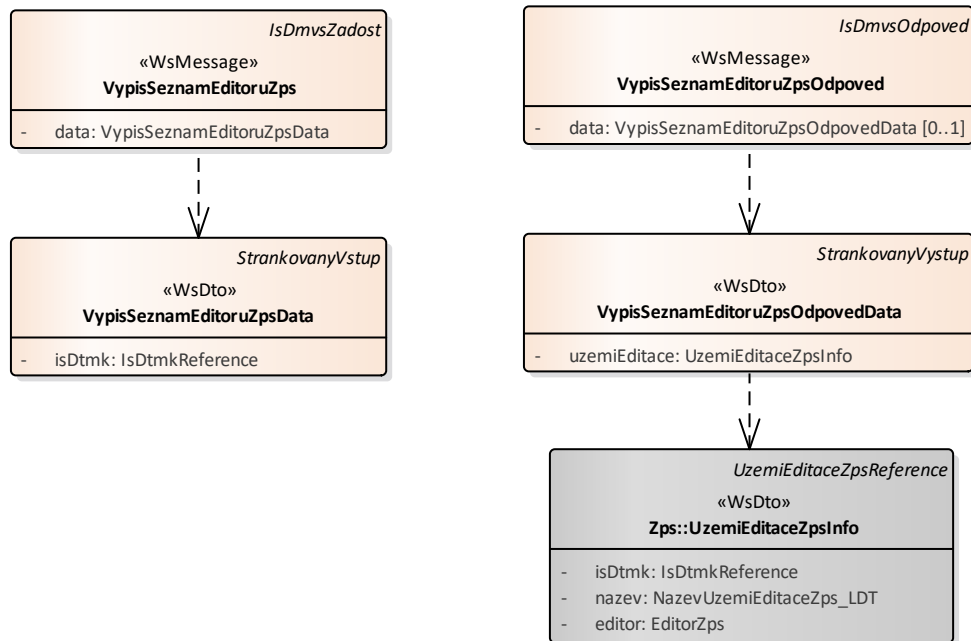 IsDmvsZadost
«WsMessage»
VypisSeznamEditoruZps
- data: VypisSeznamEditoruZpsData
StrankovanyVstup
«WsDto»
VypisSeznamEditoruZpsData
- isDtmk: IsDtmkReference
IsDmvsOdpoved
«WsMessage»
VypisSeznamEditoruZpsOdpoved
- data: VypisSeznamEditoruZpsOdpovedData [0..1]
StrankovanyVystup
«WsDto»
VypisSeznamEditoruZpsOdpovedData
- uzemiEditace: UzemiEditaceZpsInfo
UzemiEditaceZpsReference
«WsDto»
Zps::UzemiEditaceZpsInfo
- isDtmk: IsDtmkReference
- nazev: NazevUzemiEditaceZps_LDT
- editor: EditorZps